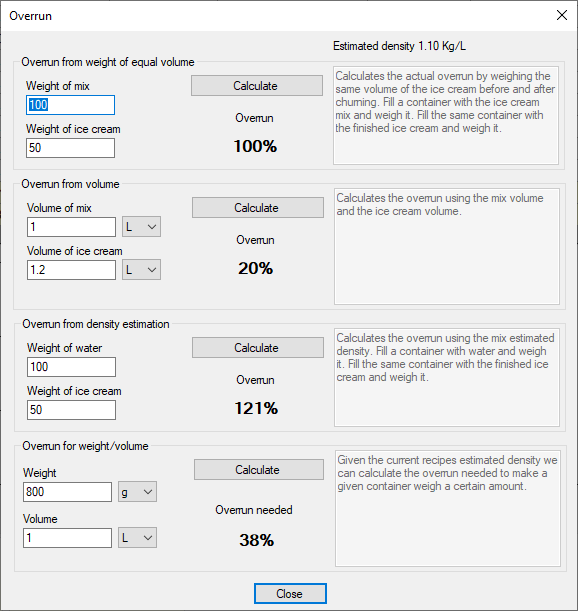 Overrun
Estimated density 1.10 Kg/L
Overrun from weight of equal volume
Weight of mix
100
Weight of ice cream
50
Calculate
Overrun
100%
Calculates the actual overrun by weighing the
same volume of the ice cream before and after
churning. Fill a container with the ice cream
mix and weigh it. Fill the same container with
the finished ice cream and weigh it.
Overrun from volume
Volume of mix
1 L
Volume of ice cream
1.2 L
Calculate
Overrun
20%
Calculates the overrun using the mix volume
and the ice cream volume.
Overrun from density estimation
Weight of water
100
Weight of ice cream
50
Calculate
Overrun
121%
Calculates the overrun using the mix estimated
density. Fill a container with water and weigh
it. Fill the same container with the finished ice
cream and weigh it.
Overrun for weight/volume
Weight
800 g
Volume
1 L
Calculate
Overrun needed
38%
Given the current recipes estimated density we
can calculate the overrun needed to make a
given container weigh a certain amount.
Close